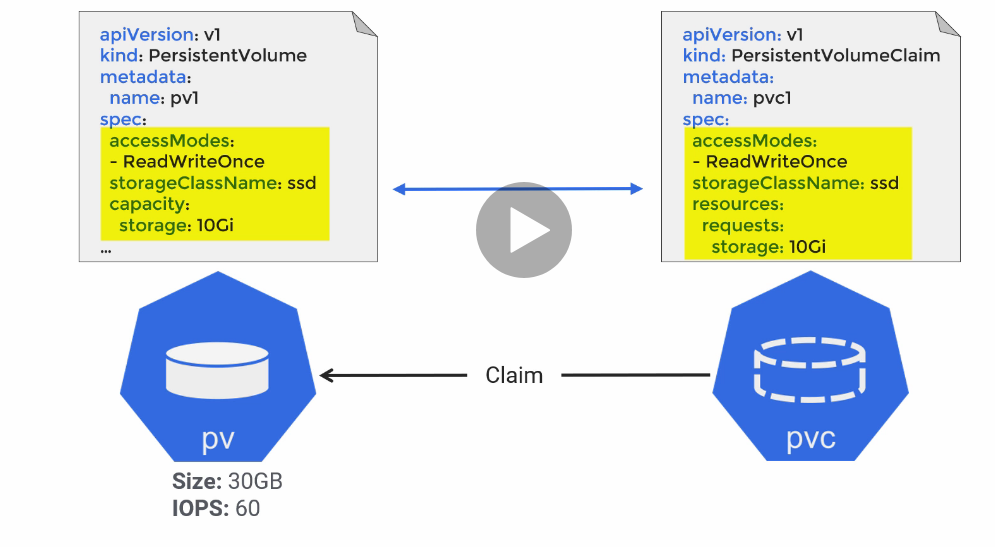 apiVersion: v1
kind: PersistentVolume
metadata:
name: pv1
spec:
accessModes:
- ReadWriteOnce
storageClassName: ssd
capacity:
storage: 10Gi
...
apiVersion: v1
kind: PersistentVolumeClaim
metadata:
name: pvc1
spec:
accessModes:
- ReadWriteOnce
storageClassName: ssd
resources:
requests:
storage: 10Gi
Claim
pv
pvc
Size: 30GB
IOPS: 60